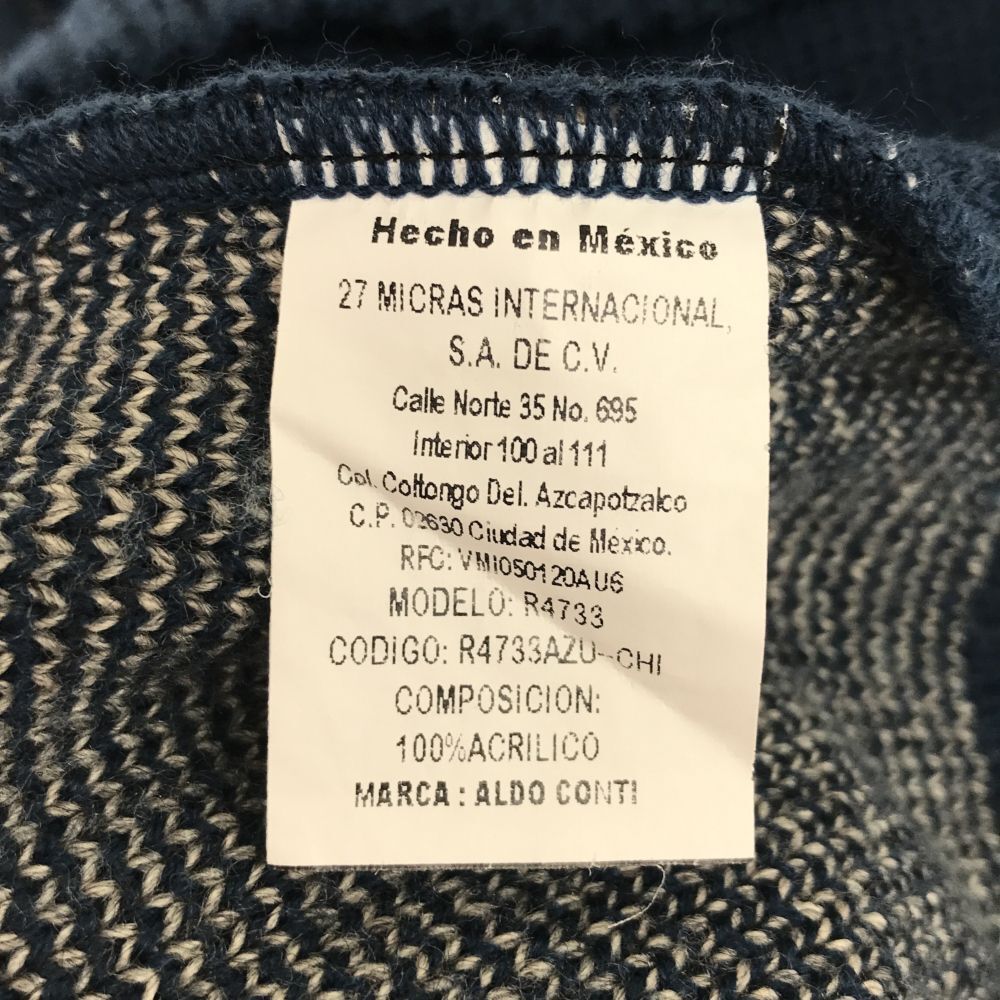 Hecho en México
27 MICRAS INTERNACIONAL,
S.A. DE C.V.
Calle Norte 35 No. 695
Interior 100 al 111
Col. Coltongo Del. Azcapotzalco
C.P. 02630 Ciudad de México.
RFC: VMI050120AU6
MODELO: R4733
CODIGO: R4733AZU--CHI
COMPOSICION:
100%ACRILICO
MARCA : ALDO CONTI